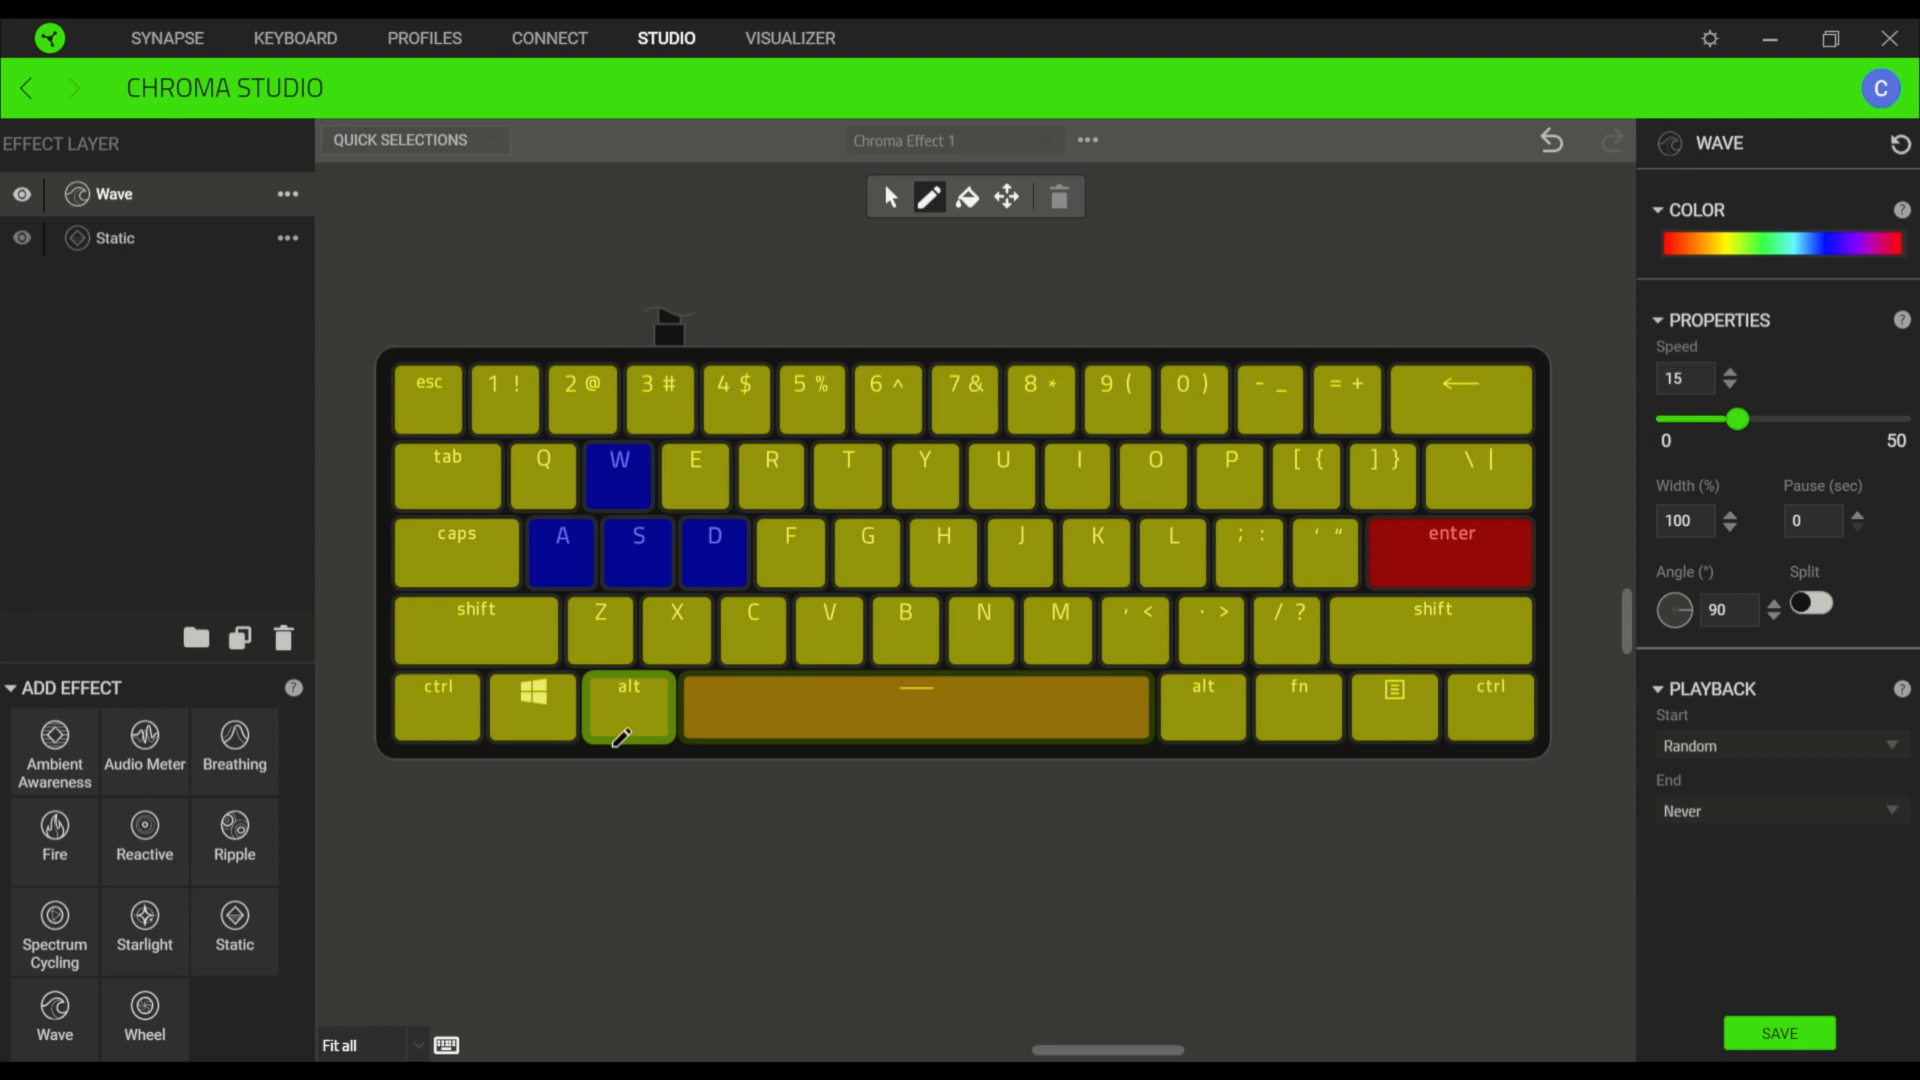 SYNAPSE KEYBOARD PROFILES CONNECT STUDIO VISUALIZER
CHROMA STUDIO
C
EFFECT LAYER
Wave
Static
QUICK SELECTIONS
Chroma Effect 1
esc 1 ! 2 @ 3 # 4 $ 5 % 6 ^ 7 & 8 * 9 ( 0 ) - _ = +
tab Q W E R T Y U I O P [ { ] } \ |
caps A S D F G H J K L ; : ' " enter
shift Z X C V B N M , < . > / ? shift
ctrl alt alt fn ctrl
ADD EFFECT
?
Ambient Awareness
Audio Meter
Breathing
Fire
Reactive
Ripple
Spectrum Cycling
Starlight
Static
Wave
Wheel
Fit all
WAVE
COLOR
?
PROPERTIES
?
Speed
15
0 50
Width (%) Pause (sec)
100 0
Angle (°) Split
90
PLAYBACK
?
Start
Random
End
Never
SAVE